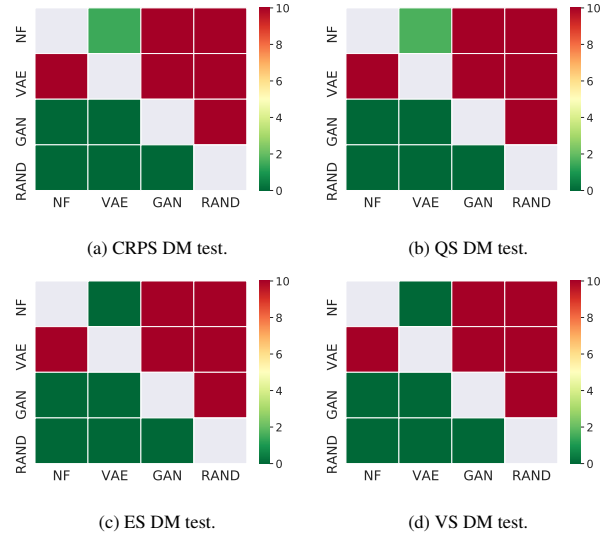 NF
VAE
GAN
RAND
NF VAE GAN RAND
10
8
6
4
2
0
(a) CRPS DM test.
NF
VAE
GAN
RAND
NF VAE GAN RAND
10
8
6
4
2
0
(b) QS DM test.
NF
VAE
GAN
RAND
NF VAE GAN RAND
10
8
6
4
2
0
(c) ES DM test.
NF
VAE
GAN
RAND
NF VAE GAN RAND
10
8
6
4
2
0
(d) VS DM test.